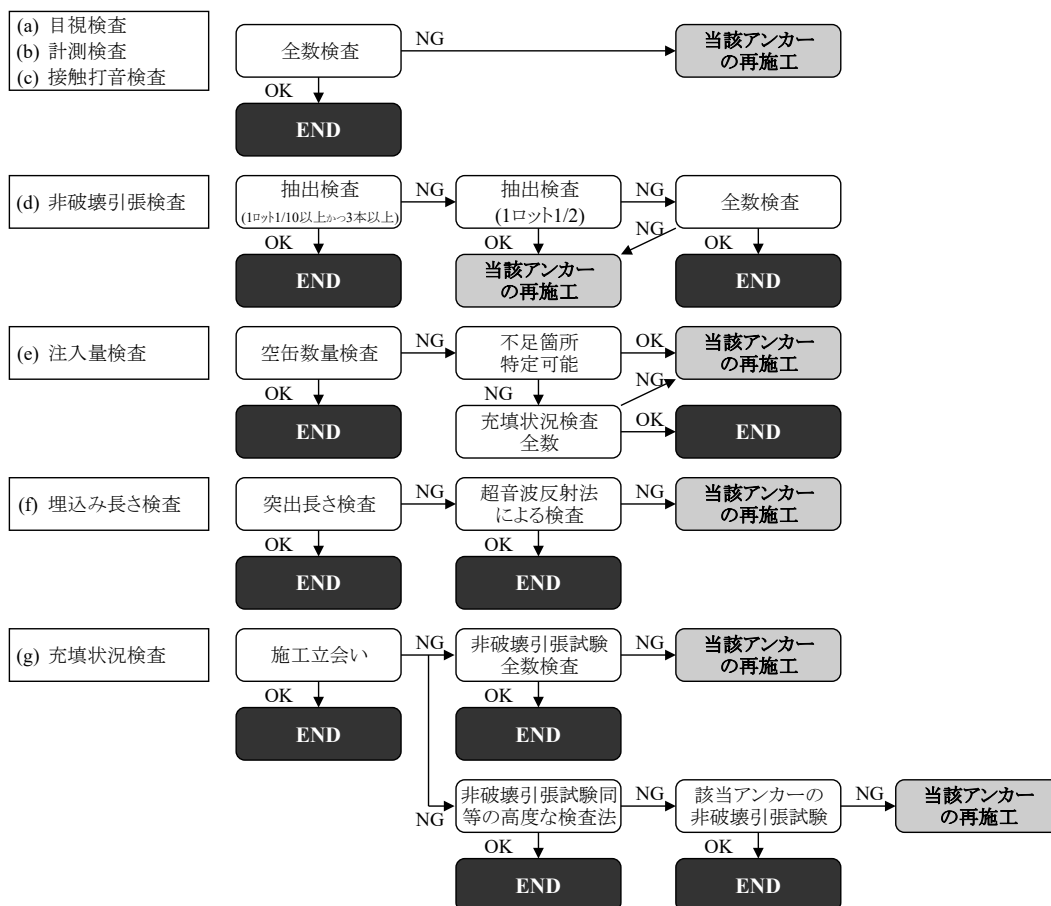 (a) 目視検査
(b) 計測検査
(c) 接触打音検査
全数検査
NG
当該アンカー
の再施工
OK
END
(d) 非破壊引張検査
抽出検査
(1ロット1/10以上かつ3本以上)
NG
抽出検査
(1ロット1/2)
NG
全数検査
NG
OK
OK
OK
END
当該アンカー
の再施工
END
(e) 注入量検査
空缶数量検査
NG
不足箇所
特定可能
OK
当該アンカー
の再施工
OK
NG
NG
END
充填状況検査
全数
OK
END
(f) 埋込み長さ検査
突出長さ検査
NG
超音波反射法
による検査
NG
当該アンカー
の再施工
OK
OK
END
END
(g) 充填状況検査
施工立会い
NG
非破壊引張試験
全数検査
NG
当該アンカー
の再施工
OK
OK
END
END
NG
非破壊引張試験同
等の高度な検査法
NG
該当アンカーの
非破壊引張試験
NG
当該アンカー
の再施工
OK
OK
END
END